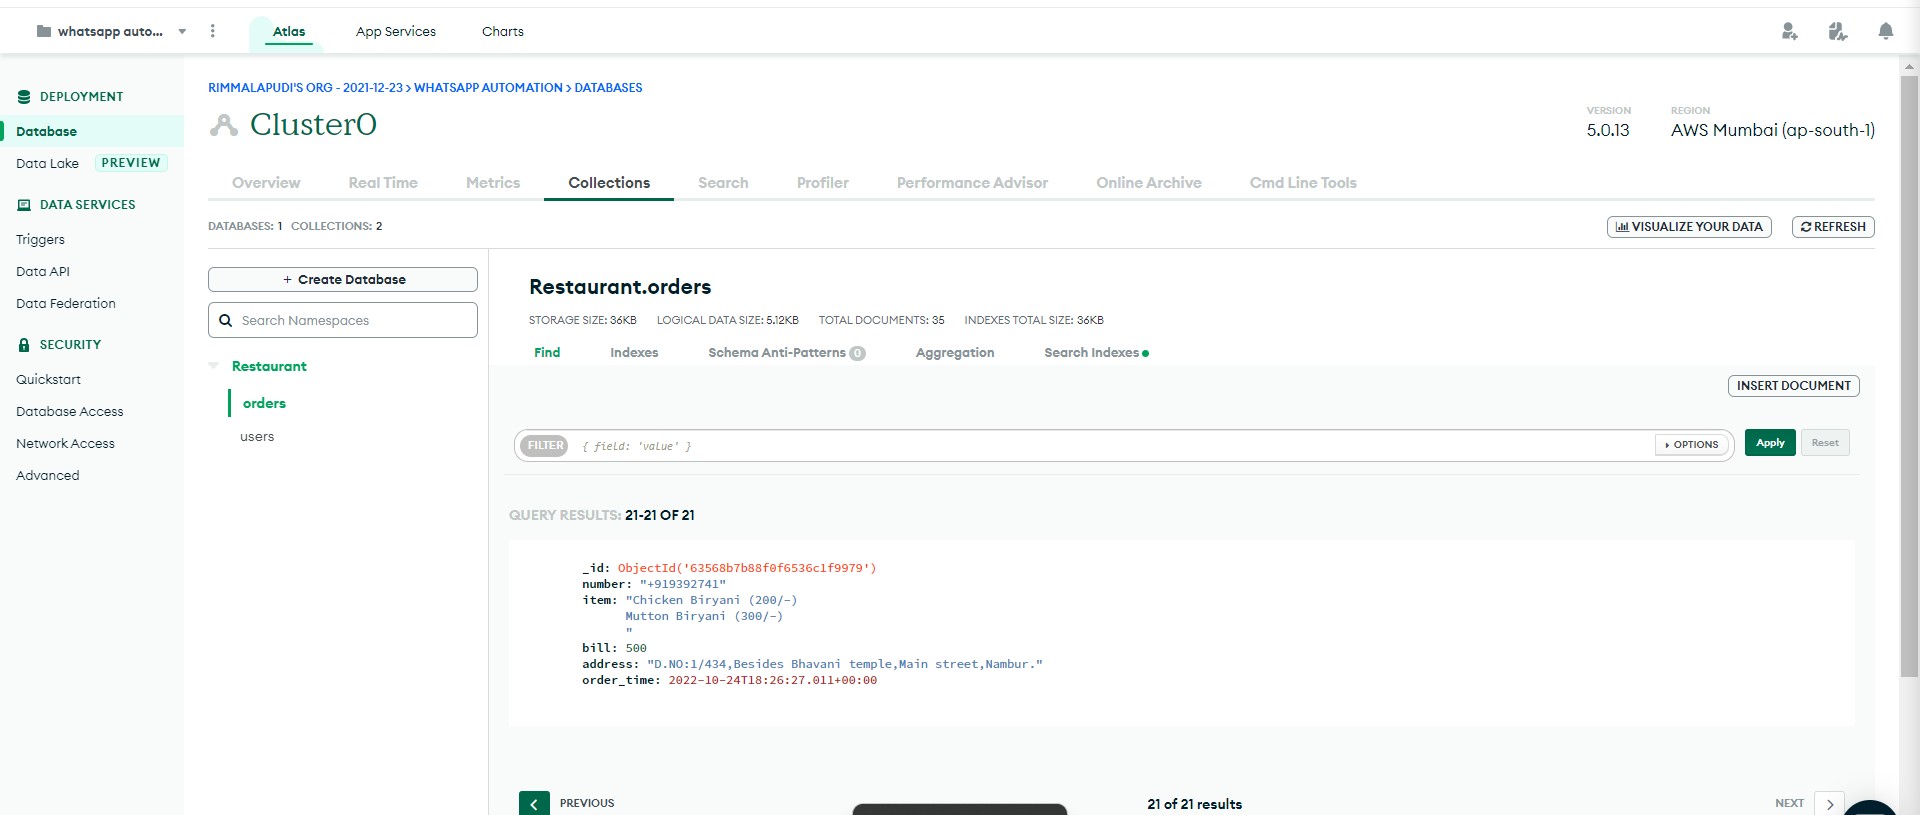 whatsapp auto...
Atlas
App Services
Charts
DEPLOYMENT
Database
Data Lake PREVIEW
DATA SERVICES
Triggers
Data API
Data Federation
SECURITY
Quickstart
Database Access
Network Access
Advanced
RIMMALAPUDI'S ORG - 2021-12-23 > WHATSAPP AUTOMATION > DATABASES
Cluster0
VERSION
5.0.13
REGION
AWS Mumbai (ap-south-1)
Overview
Real Time
Metrics
Collections
Search
Profiler
Performance Advisor
Online Archive
Cmd Line Tools
DATABASES: 1 COLLECTIONS: 2
VISUALIZE YOUR DATA
REFRESH
+ Create Database
Search Namespaces
Restaurant
orders
users
Restaurant.orders
STORAGE SIZE: 36KB LOGICAL DATA SIZE: 5.12KB TOTAL DOCUMENTS: 35 INDEXES TOTAL SIZE: 36KB
Find
Indexes
Schema Anti-Patterns 0
Aggregation
Search Indexes
INSERT DOCUMENT
FILTER { field: 'value' }
OPTIONS
Apply
Reset
QUERY RESULTS: 21-21 OF 21
_id: ObjectId('63568b7b88f0f6536c1f9979')
number: "+919392741"
item: "Chicken Biryani (200/-)
Mutton Biryani (300/-)
"
bill: 500
address: "D.NO:1/434,Besides Bhavani temple,Main street,Nambur."
order_time: 2022-10-24T18:26:27.011+00:00
PREVIOUS
21 of 21 results
NEXT